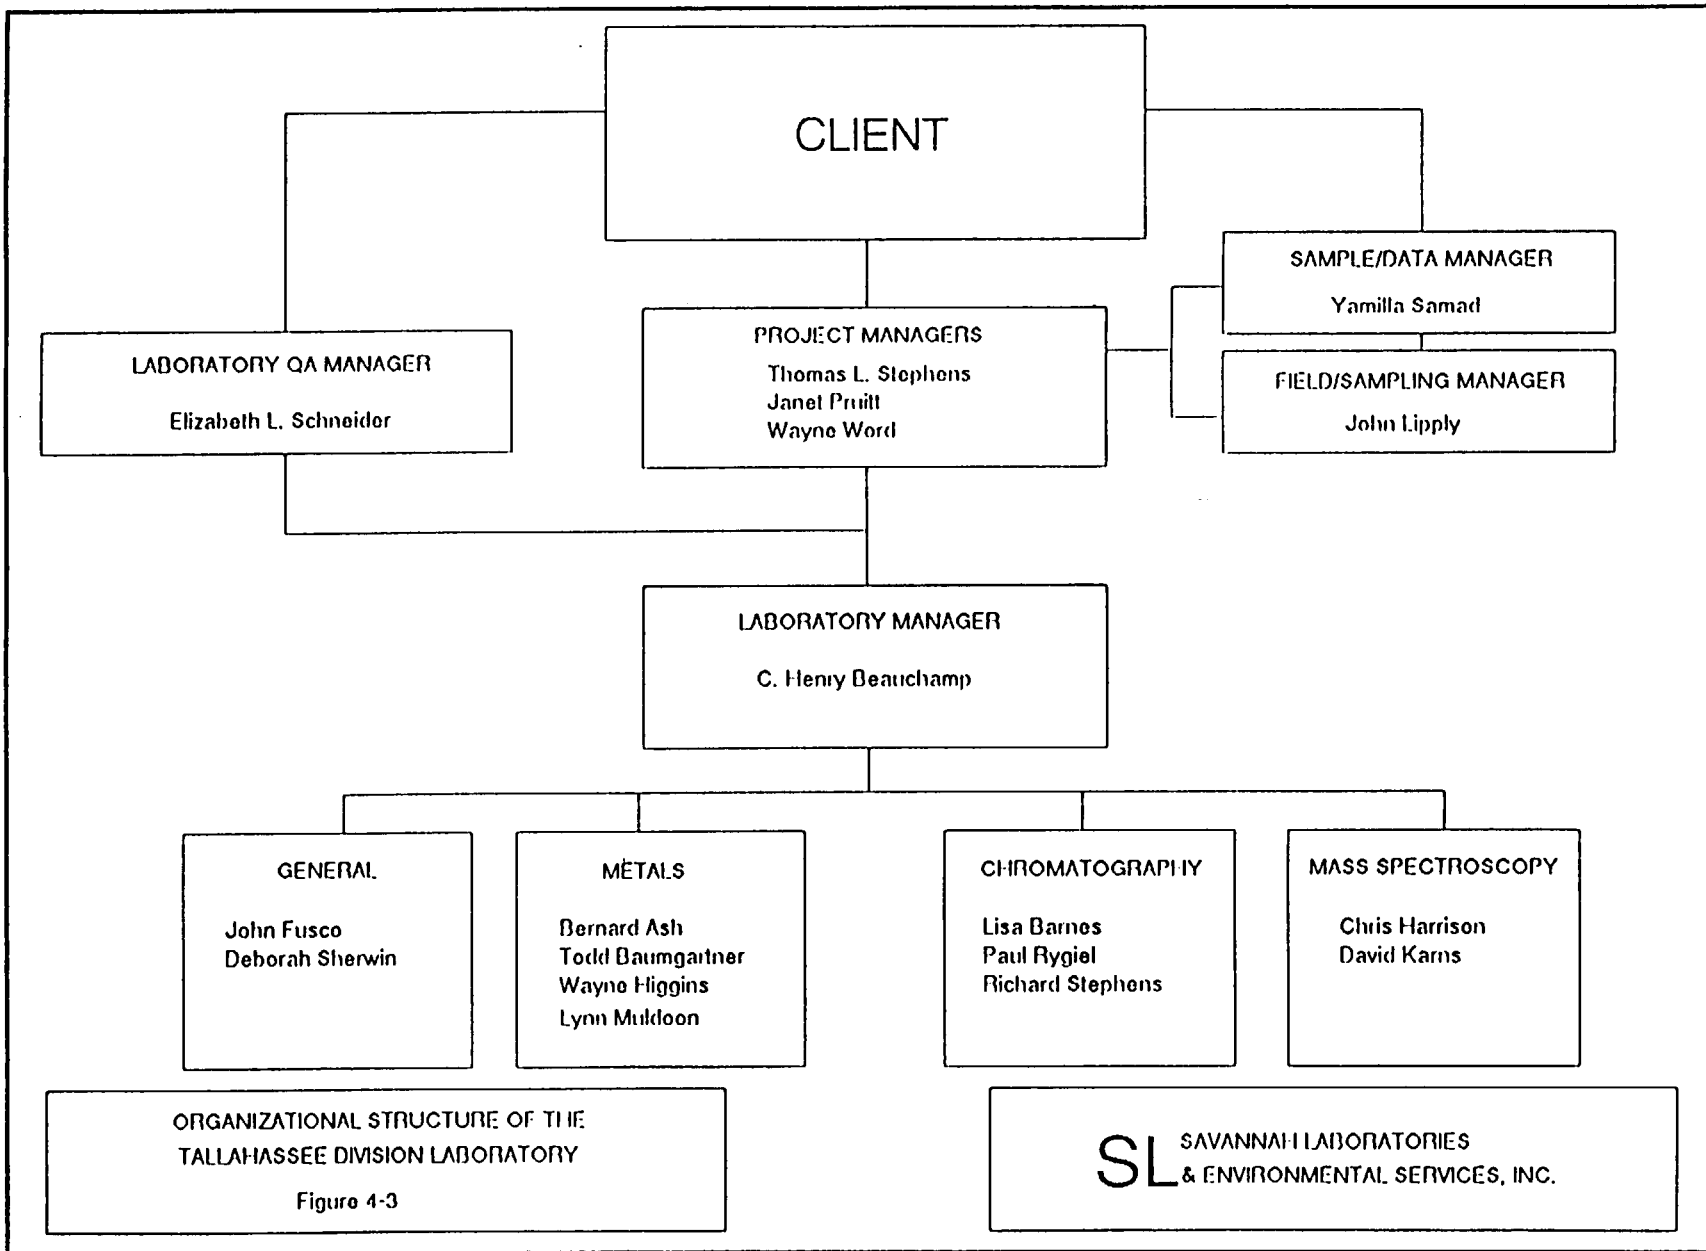 CLIENT
SAMPLE/DATA MANAGER
Yamilla Samad
PROJECT MANAGERS
Thomas L. Stephens
Janet Pruitt
Wayne Word
LABORATORY QA MANAGER
Elizabeth L. Schneider
FIELD/SAMPLING MANAGER
John Lipply
LABORATORY MANAGER
C. Henry Beauchamp
GENERAL
John Fusco
Deborah Sherwin
METALS
Bernard Ash
Todd Baumgartner
Wayne Higgins
Lynn Muldoon
CHROMATOGRAPHY
Lisa Barnes
Paul Rygiel
Richard Stephens
MASS SPECTROSCOPY
Chris Harrison
David Karns
ORGANIZATIONAL STRUCTURE OF THE
TALLAHASSEE DIVISION LABORATORY
Figure 4-3
SL SAVANNAH LABORATORIES
& ENVIRONMENTAL SERVICES, INC.